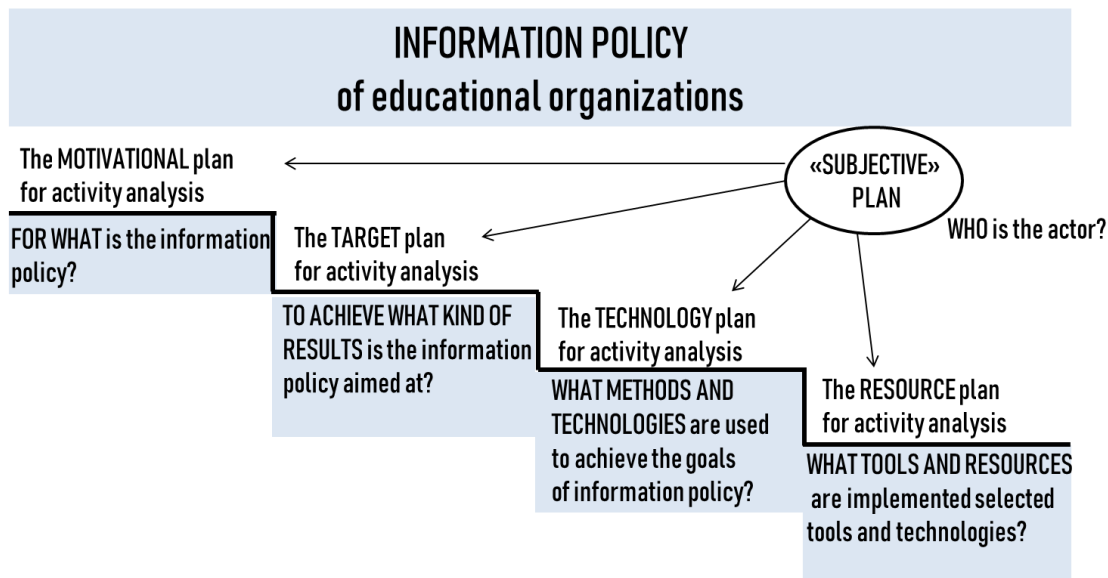 INFORMATION POLICY
of educational organizations
The MOTIVATIONAL plan
for activity analysis
«SUBJECTIVE»
PLAN
WHO is the actor?
FOR WHAT is the information
policy?
The TARGET plan
for activity analysis
TO ACHIEVE WHAT KIND OF
RESULTS is the information
policy aimed at?
The TECHNOLOGY plan
for activity analysis
WHAT METHODS AND
TECHNOLOGIES are used
to achieve the goals
of information policy?
The RESOURCE plan
for activity analysis
WHAT TOOLS AND RESOURCES
are implemented selected
tools and technologies?